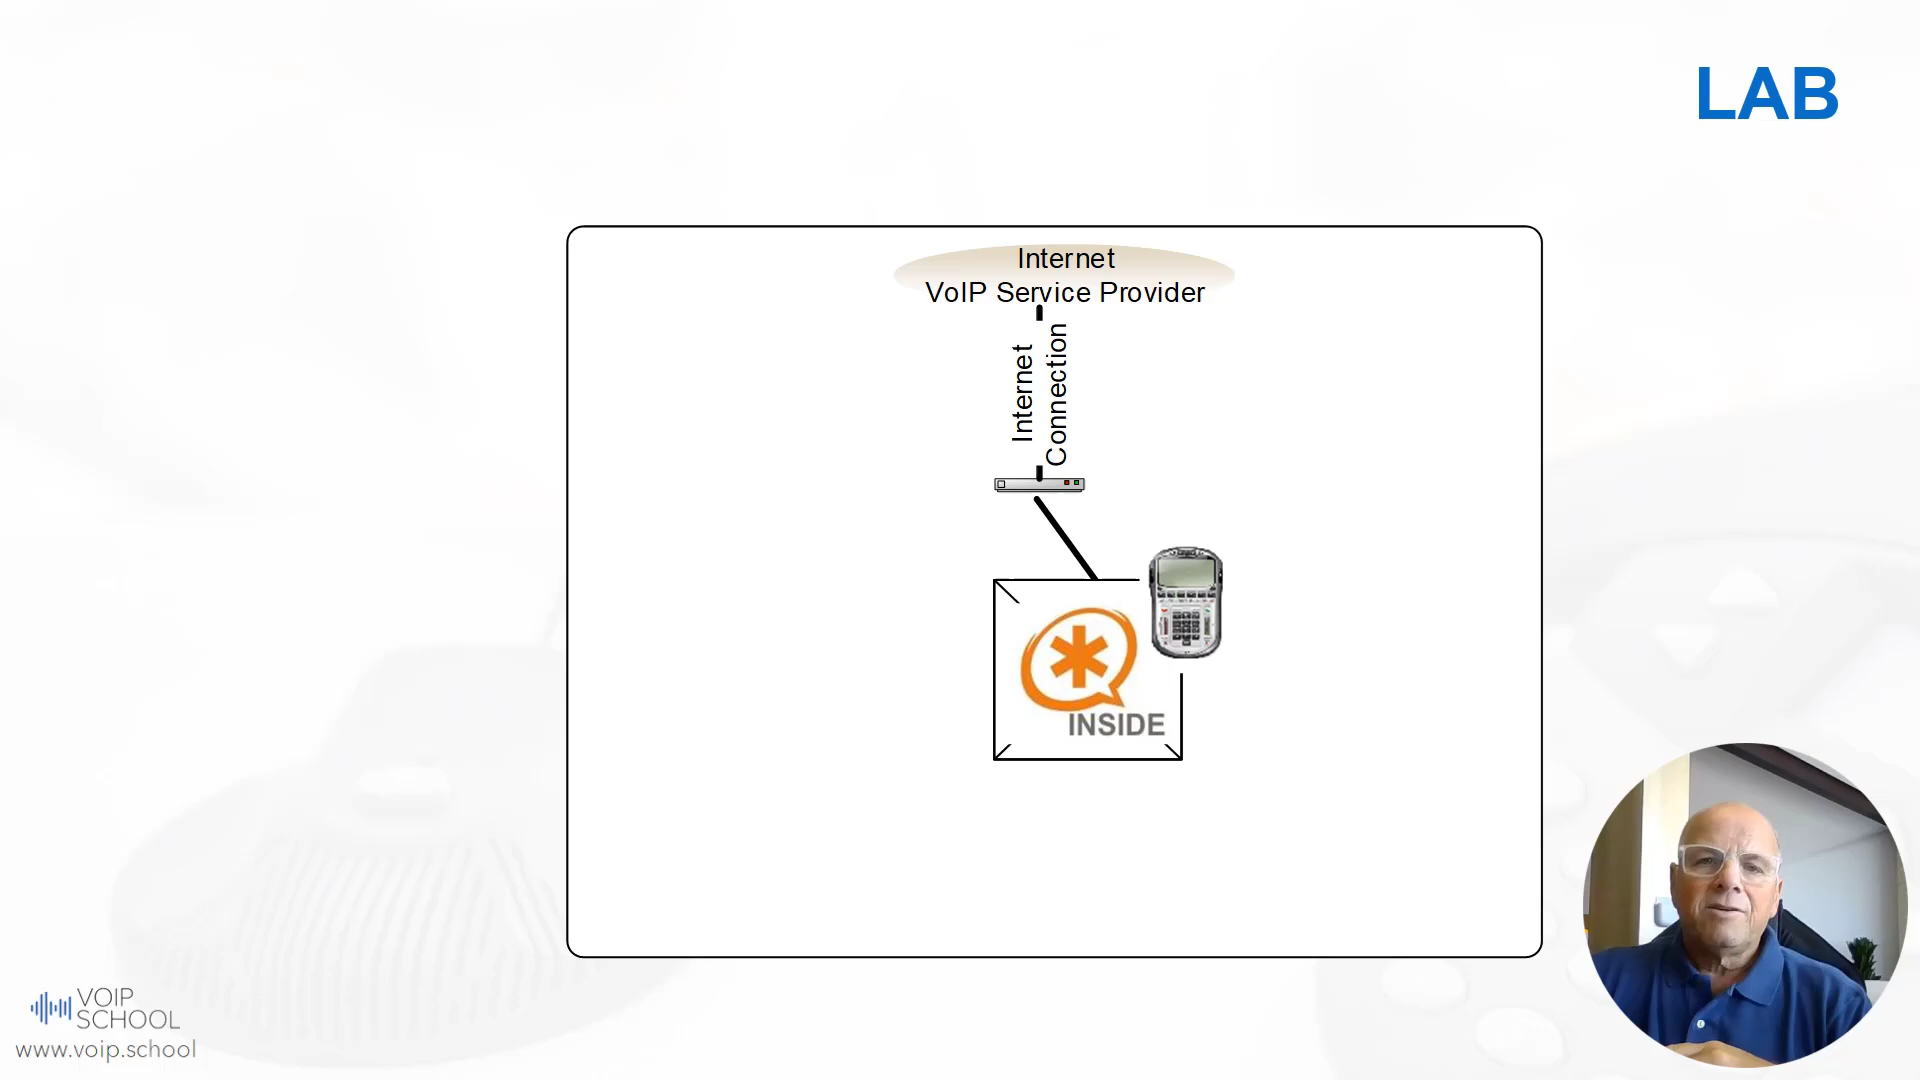 LAB
Internet
VoIP Service Provider
Internet
Connection
INSIDE
VOIP
SCHOOL
www.voip.school